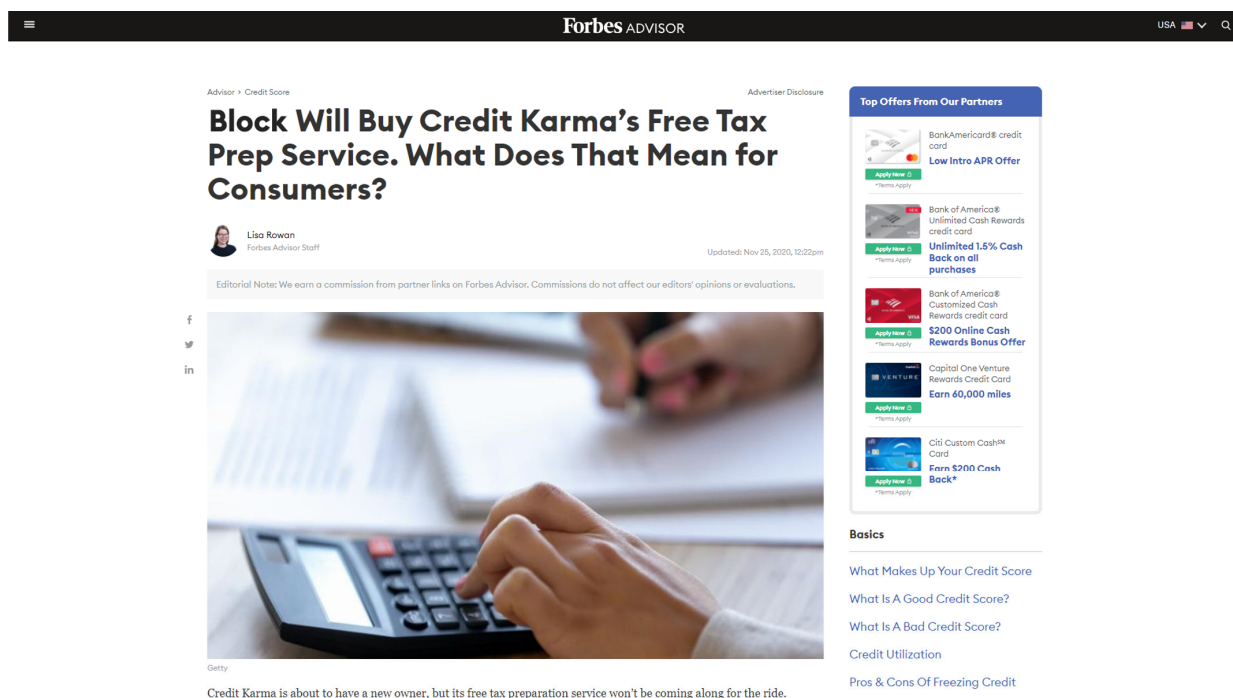 Forbes ADVISOR
USA
Advisor > Credit Score
Advertiser Disclosure
Block Will Buy Credit Karma's Free Tax
Prep Service. What Does That Mean for
Consumers?
Lisa Rowan
Forbes Advisor Staff
Updated: Nov 25, 2020, 12:22pm
Editorial Note: We earn a commission from partner links on Forbes Advisor. Commissions do not affect our editors' opinions or evaluations.
f
in
Getty
Credit Karma is about to have a new owner, but its free tax preparation service won't be coming along for the ride.
Top Offers From Our Partners
BankAmericard® credit
card
Low Intro APR Offer
Apply Now
*Terms Apply
Bank of America®
Unlimited Cash Rewards
credit card
Unlimited 1.5% Cash
Back on all
purchases
Apply Now
*Terms Apply
Bank of America®
Customized Cash
Rewards credit card
$200 Online Cash
Rewards Bonus Offer
VISA
Apply Now
*Terms Apply
Capital One Venture
Rewards Credit Card
Earn 60,000 miles
VENTURE
Apply Now
*Terms Apply
Citi Custom Cash℠
Card
Earn $200 Cash
Back*
Apply Now
*Terms Apply
Basics
What Makes Up Your Credit Score
What Is A Good Credit Score?
What Is A Bad Credit Score?
Credit Utilization
Pros & Cons Of Freezing Credit